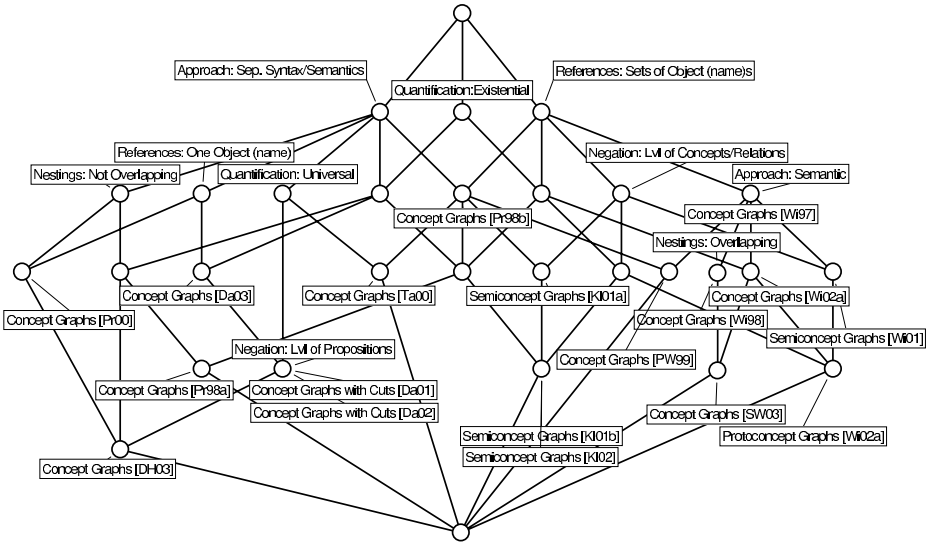 Approach: Sep. Syntax/Semantics
References: Sets of Object (name)s
Quantification:Existential
References: One Object (name)
Negation: Lvl of Concepts/Relations
Nestings: Not Overlapping
Quantification: Universal
Approach: Semantic
Concept Graphs [Pr98b]
Concept Graphs [Wi97]
Nestings: Overlapping
Concept Graphs [Da03]
Concept Graphs [Ta00]
Semiconcept Graphs [Kl01a]
Concept Graphs [Wi02a]
Concept Graphs [Pr00]
Concept Graphs [Wi98]
Semiconcept Graphs [Wi01]
Negation: Lvl of Propositions
Concept Graphs [PW99]
Concept Graphs [Pr98a]
Concept Graphs with Cuts [Da01]
Concept Graphs with Cuts [Da02]
Concept Graphs [SW03]
Semiconcept Graphs [Kl01b]
Protoconcept Graphs [Wi02a]
Semiconcept Graphs [Kl02]
Concept Graphs [DH03]